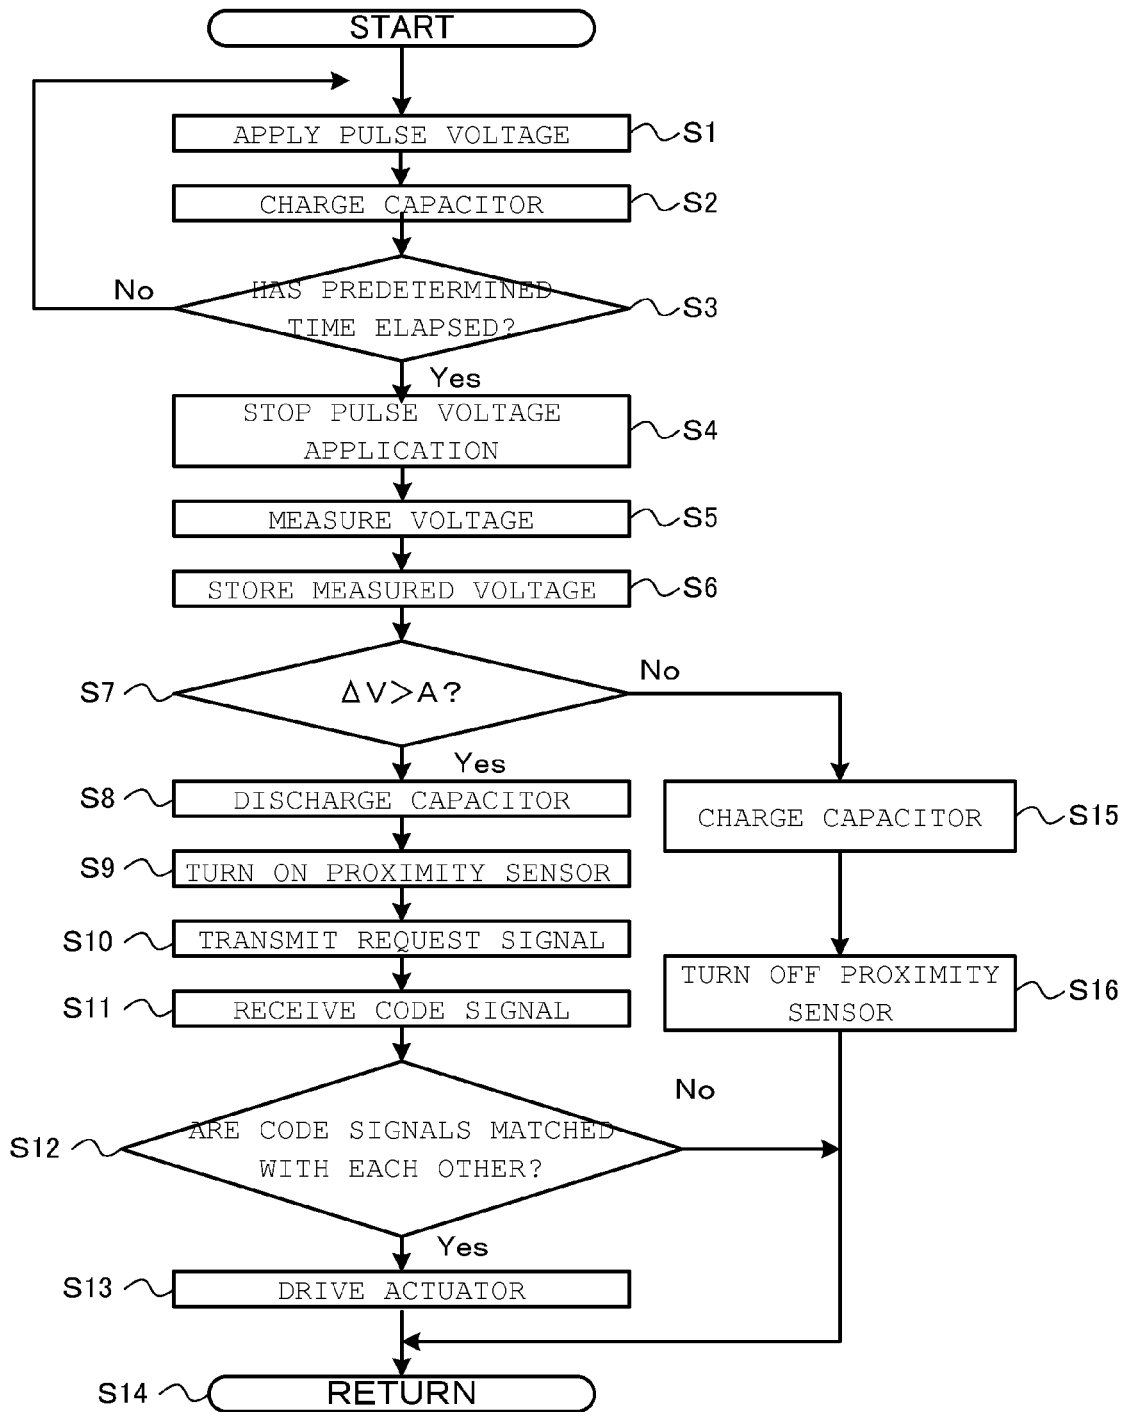 START
APPLY PULSE VOLTAGE
S1
CHARGE CAPACITOR
S2
No
HAS PREDETERMINED
TIME ELAPSED?
S3
Yes
STOP PULSE VOLTAGE
APPLICATION
S4
MEASURE VOLTAGE
S5
STORE MEASURED VOLTAGE
S6
S7
ΔV>A?
No
Yes
S8
DISCHARGE CAPACITOR
CHARGE CAPACITOR
S15
S9
TURN ON PROXIMITY SENSOR
S10
TRANSMIT REQUEST SIGNAL
TURN OFF PROXIMITY
SENSOR
S16
S11
RECEIVE CODE SIGNAL
No
S12
ARE CODE SIGNALS MATCHED
WITH EACH OTHER?
Yes
S13
DRIVE ACTUATOR
S14
RETURN